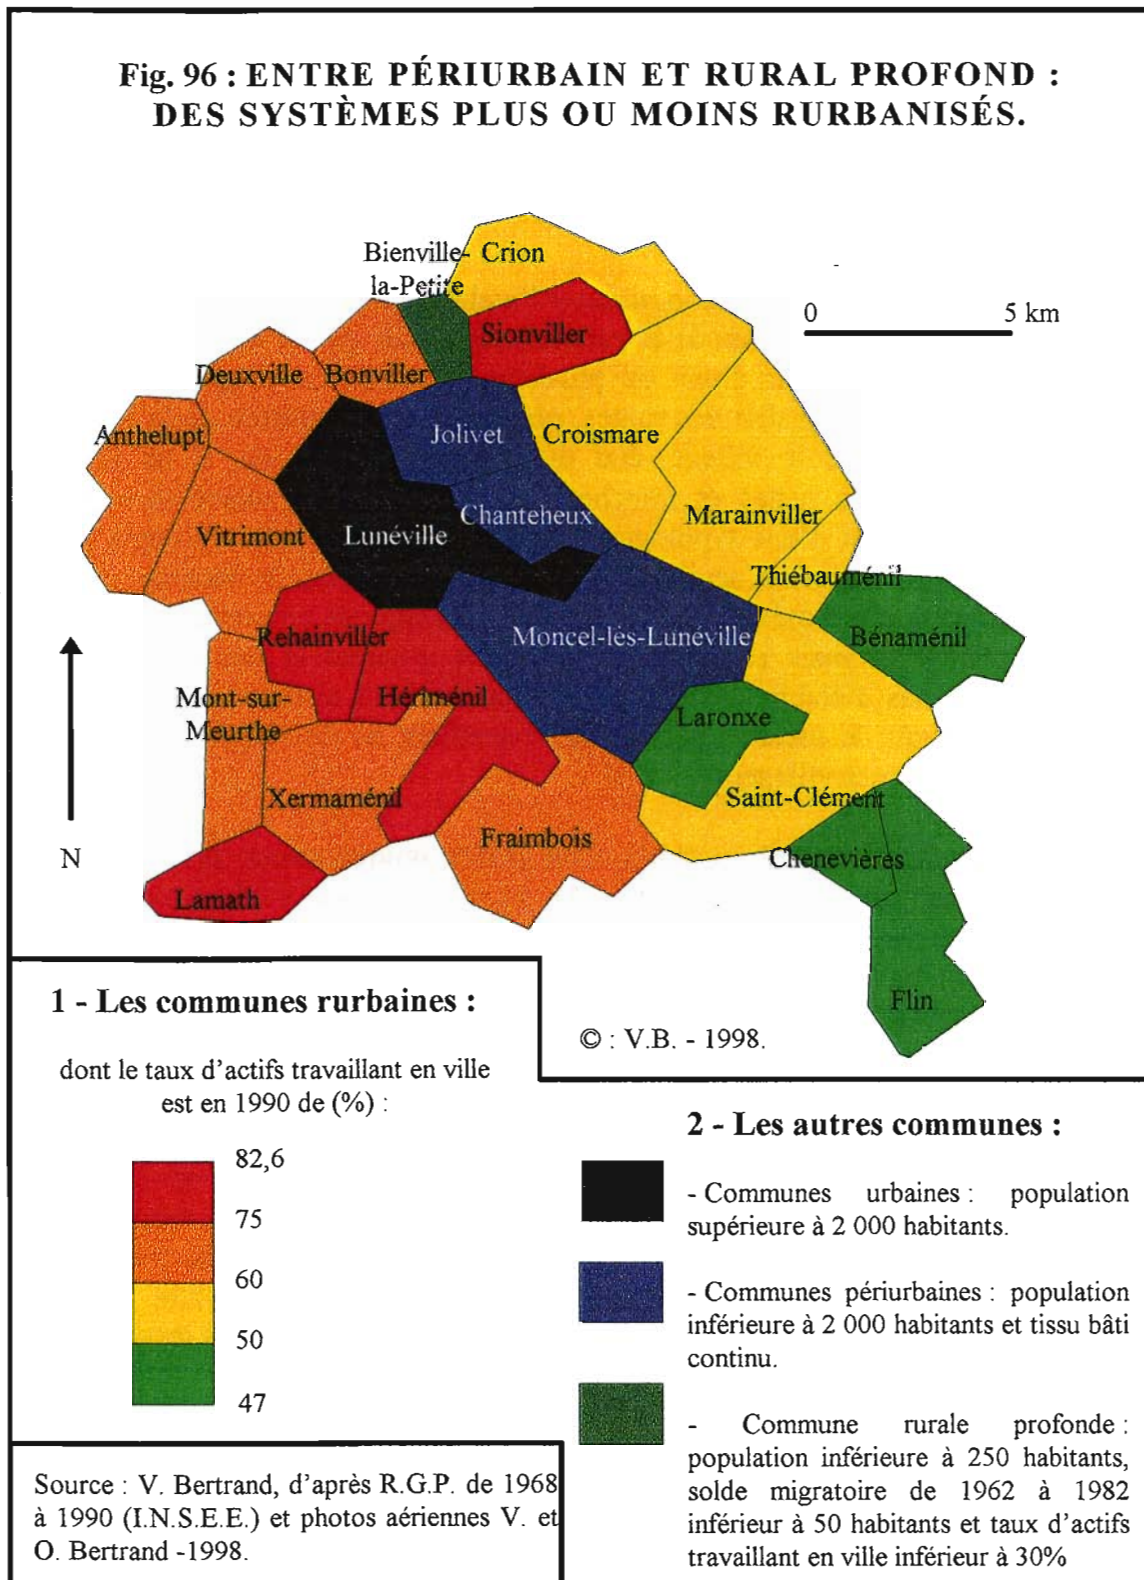 Fig. 96 : ENTRE PÉRIURBAIN ET RURAL PROFOND :
DES SYSTÈMES PLUS OU MOINS RURBANISÉS.
Bienville-
la-Petite
Crion
0 5 km
Sionviller
Deuxville
Bonviller
Anthelupt
Jolivet
Croismare
Vitrimont
Lunéville
Chanteheux
Marainviller
Thiébauménil
Rehainviller
Moncel-lès-Lunéville
Bénaménil
Mont-sur-
Meurthe
Hériménil
Laronxe
Xermaménil
Saint-Clément
Fraimbois
N
Chenevières
Lamath
Flin
1 - Les communes rurbaines :
dont le taux d'actifs travaillant en ville
est en 1990 de (%) :
82,6
75
60
50
47
© : V.B. - 1998.
2 - Les autres communes :
- Communes urbaines : population
supérieure à 2 000 habitants.
- Communes périurbaines : population
inférieure à 2 000 habitants et tissu bâti
continu.
- Commune rurale profonde :
population inférieure à 250 habitants,
solde migratoire de 1962 à 1982
inférieur à 50 habitants et taux d'actifs
travaillant en ville inférieur à 30%
Source : V. Bertrand, d'après R.G.P. de 1968
à 1990 (I.N.S.E.E.) et photos aériennes V. et
O. Bertrand -1998.